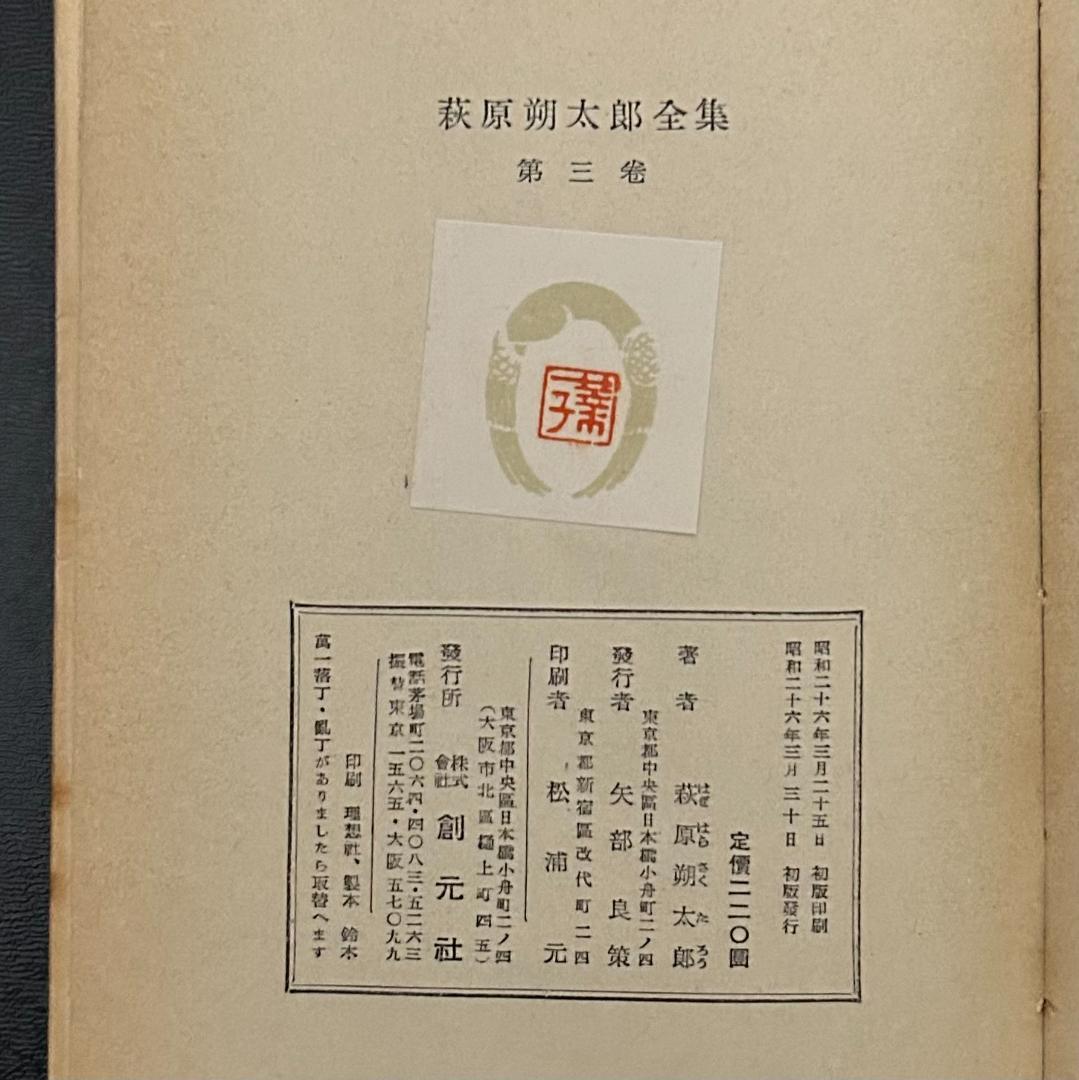 萩原朔太郎全集
第三卷
昭和二十六年三月二十五日 初版印刷
昭和二十六年三月三十日 初版發行
定價二二〇圓
著者 萩原朔太郎
はぎはらさくたろう
東京都中央區日本橋小舟町二ノ四
發行者 矢部良策
東京都新宿區改代町二四
印刷者 松浦元
東京都中央區日本橋小舟町二ノ四
(大阪市北區樋上町四五)
發行所 株式會社 創元社
電話茅場町二〇六四・四〇八三・五二六三
振替東京一五六五・大阪五七〇九九
印刷 理想社、製本 鈴木
萬一落丁・亂丁がありましたら取替へます